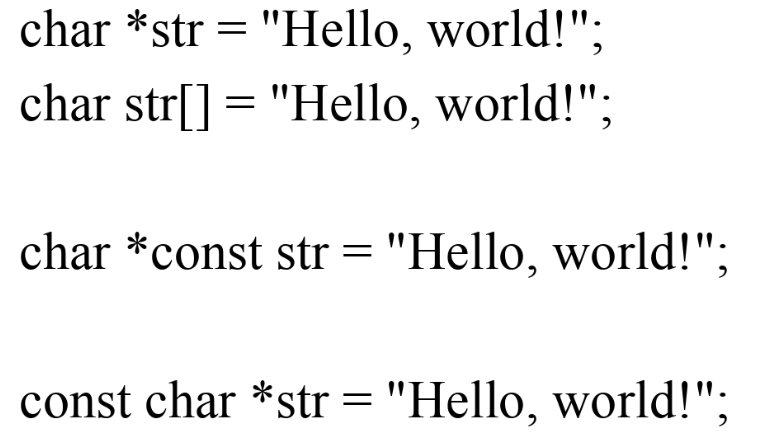 char *str = "Hello, world!";
char str[] = "Hello, world!";
char *const str = "Hello, world!";
const char *str = "Hello, world!";